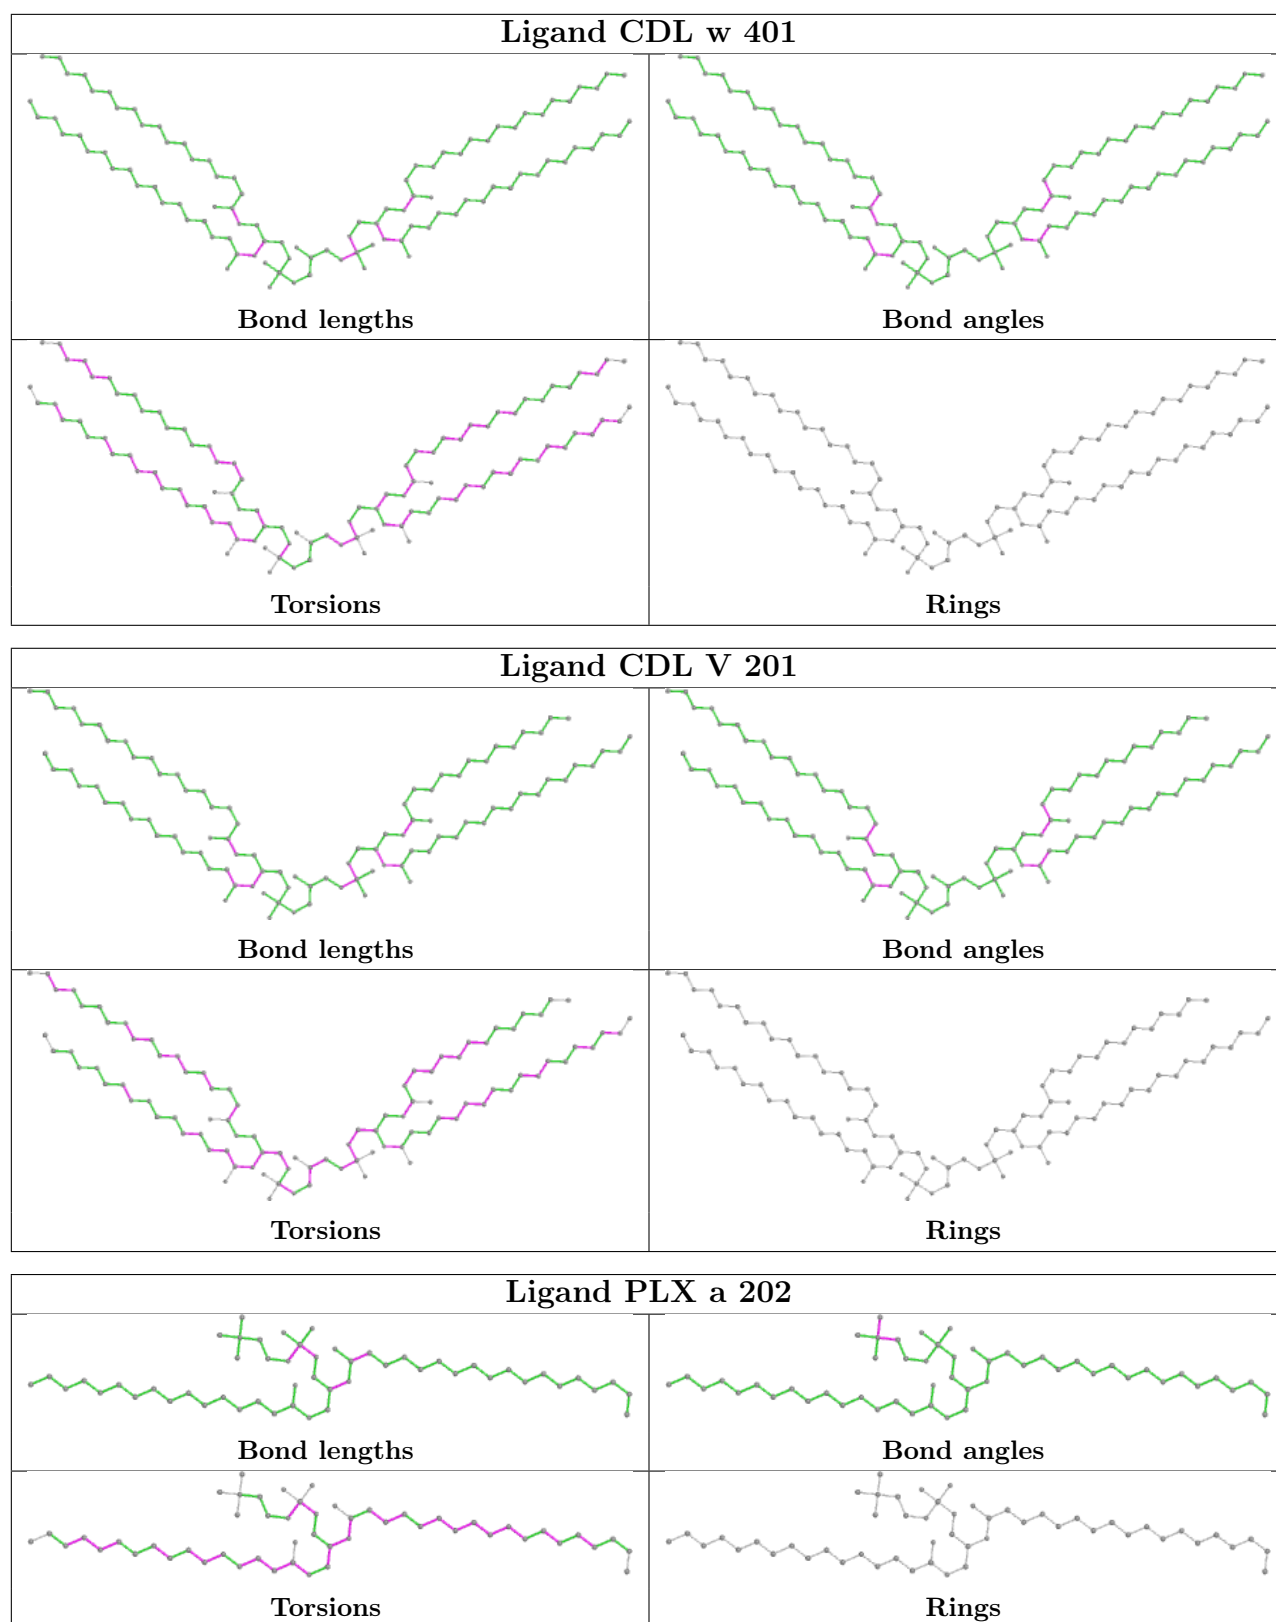 Ligand CDL w 401
Bond lengths
Bond angles
Torsions
Rings
Ligand CDL V 201
Bond lengths
Bond angles
Torsions
Rings
Ligand PLX a 202
Bond lengths
Bond angles
Torsions
Rings